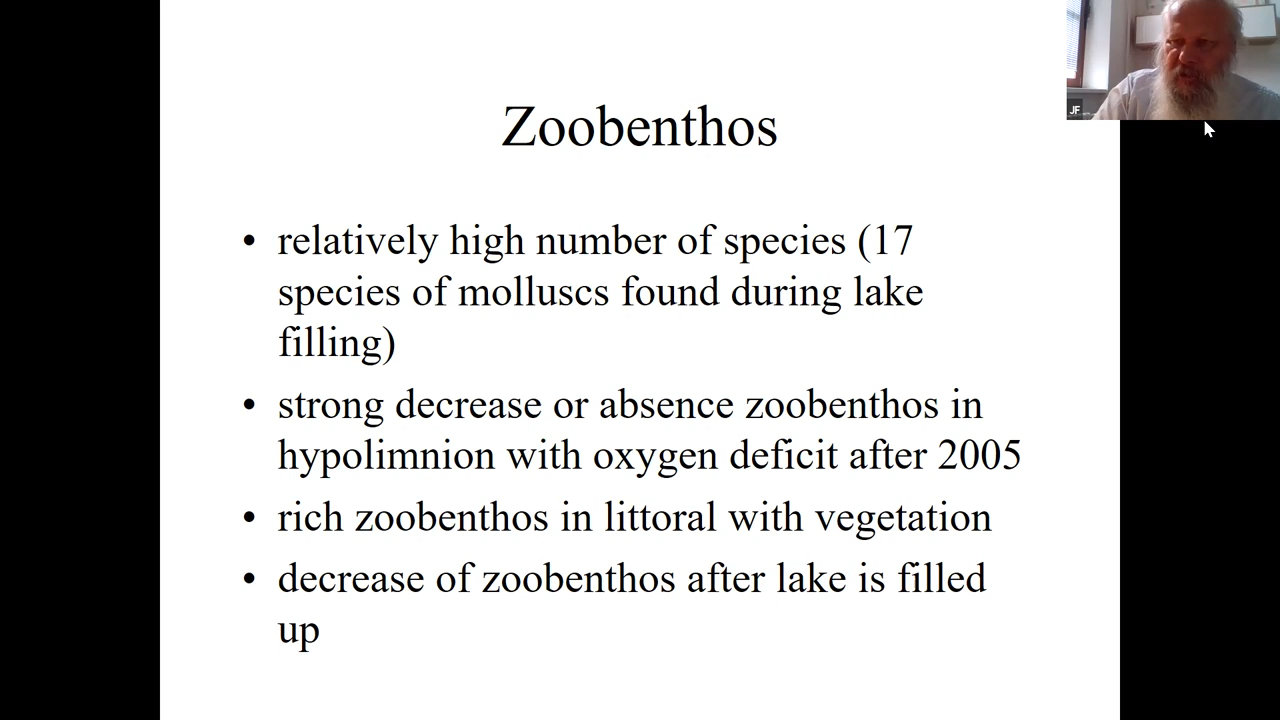 JF
Zoobenthos
• relatively high number of species (17
species of molluscs found during lake
filling)
• strong decrease or absence zoobenthos in
hypolimnion with oxygen deficit after 2005
• rich zoobenthos in littoral with vegetation
• decrease of zoobenthos after lake is filled
up